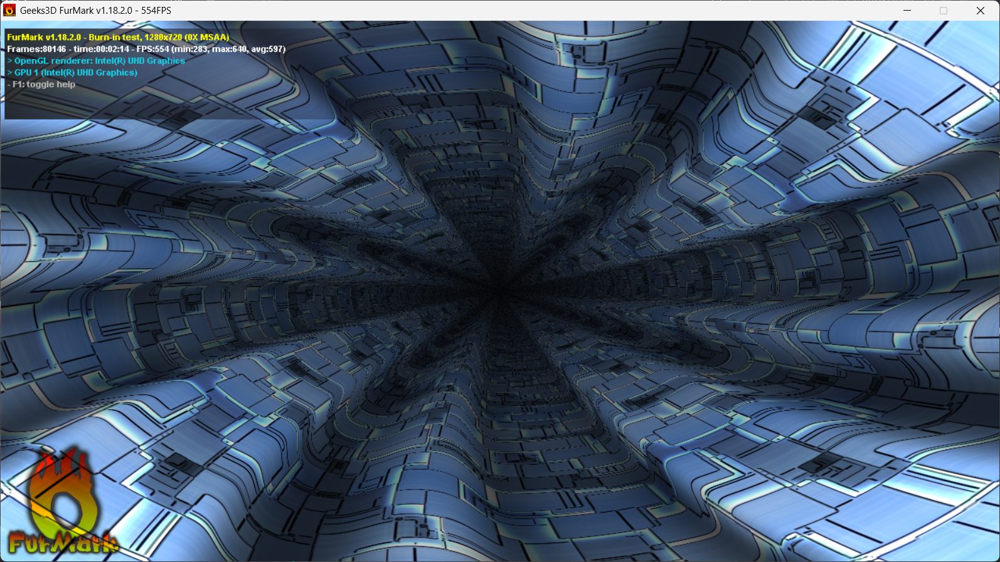 Geeks3D FurMark v1.18.2.0 - 554FPS
FurMark v1.18.2.0 - Burn-in test, 1280x720 (0X MSAA)
Frames:80146 - time:00:02:14 - FPS:554 (min:283, max:640, avg:597)
> OpenGL renderer: Intel(R) UHD Graphics
> GPU 1 (Intel(R) UHD Graphics)
- F1: toggle help
FurMark